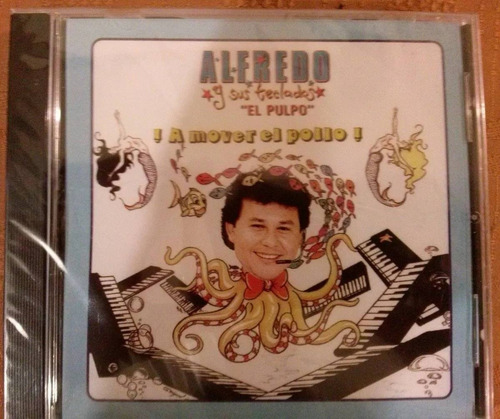 ALFREDO
y sus teclados
"EL PULPO"
! A mover el pollo !